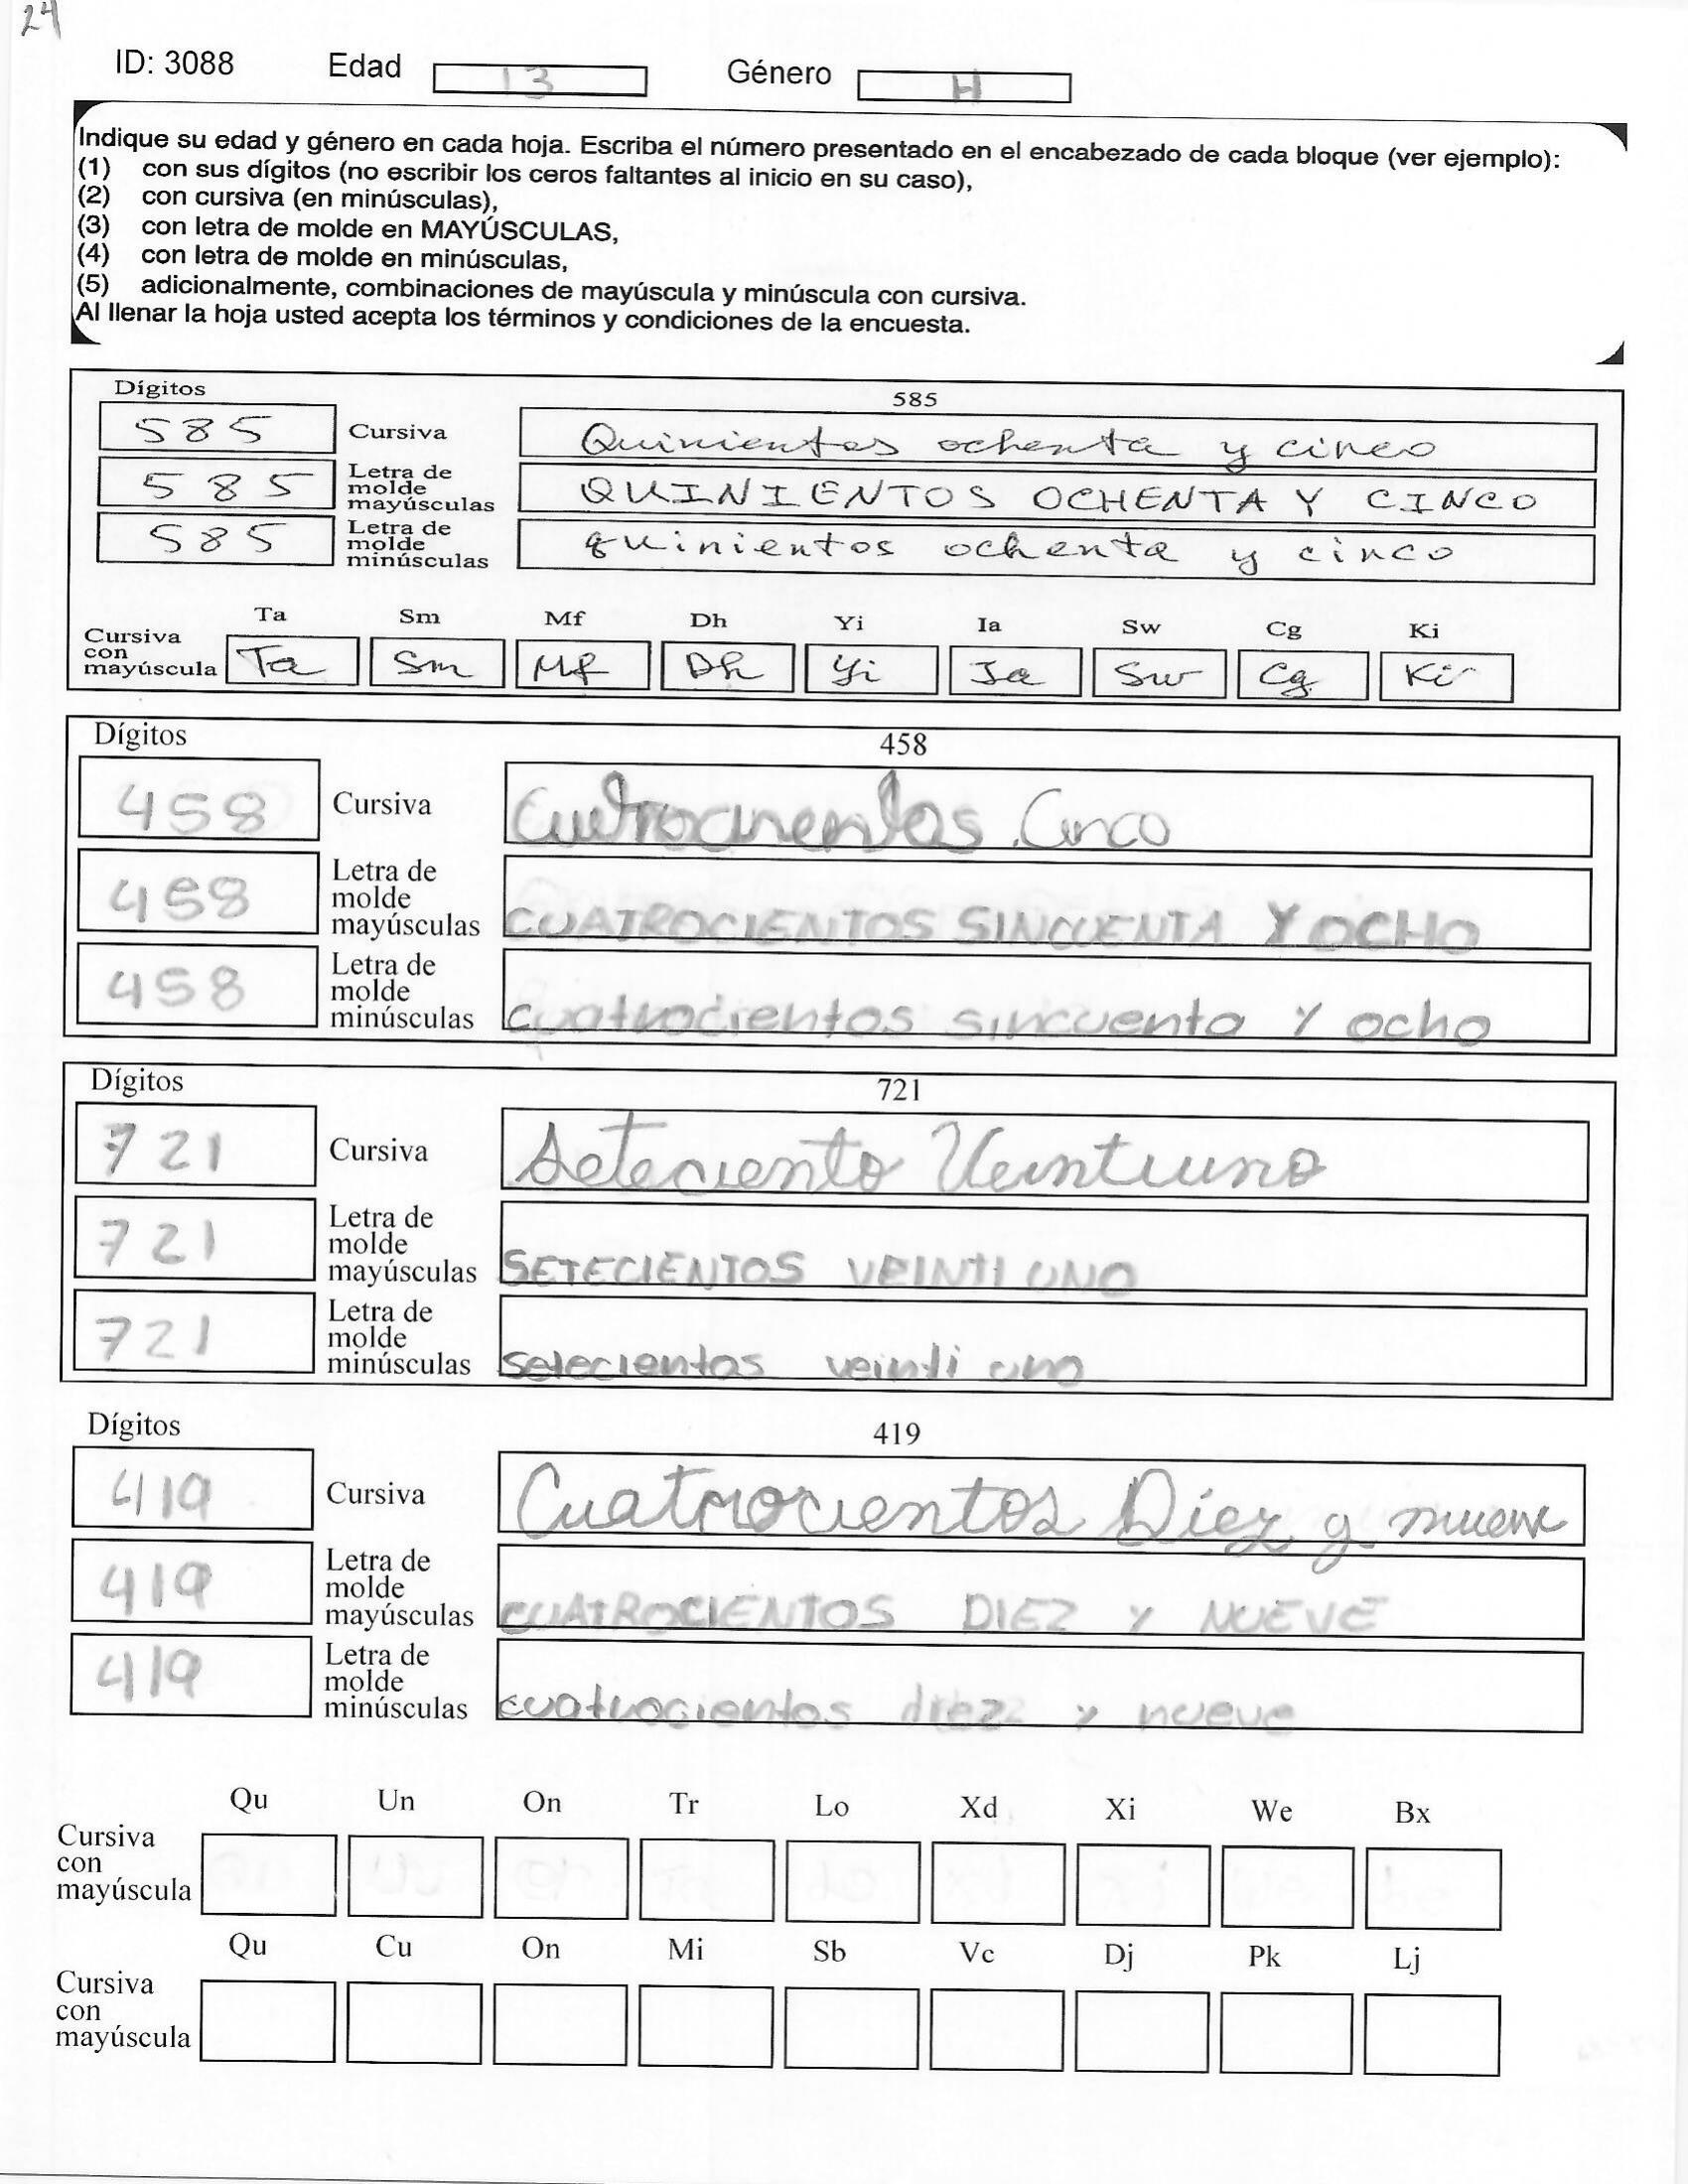 24
ID: 3088 Edad 13 Género H
Indique su edad y género en cada hoja. Escriba el número presentado en el encabezado de cada bloque (ver ejemplo):
(1) con sus dígitos (no escribir los ceros faltantes al inicio en su caso),
(2) con cursiva (en minúsculas),
(3) con letra de molde en MAYÚSCULAS,
(4) con letra de molde en minúsculas,
(5) adicionalmente, combinaciones de mayúscula y minúscula con cursiva.
Al llenar la hoja usted acepta los términos y condiciones de la encuesta.
Dígitos 585
585 Cursiva Quinientos ochenta y cinco
585 Letra de molde mayúsculas QUINIENTOS OCHENTA Y CINCO
585 Letra de molde minúsculas quinientos ochenta y cinco
Ta Sm Mf Dh Yi Ia Sw Cg Ki
Cursiva con mayúscula Ta Sm Mf Dh Yi Ia Sw Cg Ki
Dígitos 458
458 Cursiva Cinco
458 Letra de molde mayúsculas CUATROCIENTOS SINCUENTA Y OCHO
458 Letra de molde minúsculas cuatrocientos sincuenta y ocho
Dígitos 721
721 Cursiva Seteciento Veintiuno
721 Letra de molde mayúsculas SETECIENTOS VEINTI UNO
721 Letra de molde minúsculas setecientos veinti uno
Dígitos 419
419 Cursiva Cuatrocientos Diez y nueve
419 Letra de molde mayúsculas CUATROCIENTOS DIEZ Y NUEVE
419 Letra de molde minúsculas cuatrocientos diez y nueve
Qu Un On Tr Lo Xd Xi We Bx
Cursiva con mayúscula
Qu Cu On Mi Sb Vc Dj Pk Lj
Cursiva con mayúscula